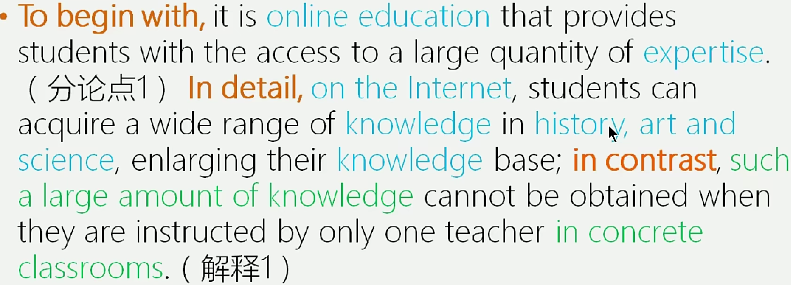 • To begin with, it is online education that provides
students with the access to a large quantity of expertise.
（分论点1） In detail, on the Internet, students can
acquire a wide range of knowledge in history, art and
science, enlarging their knowledge base; in contrast, such
a large amount of knowledge cannot be obtained when
they are instructed by only one teacher in concrete
classrooms.（解释1）